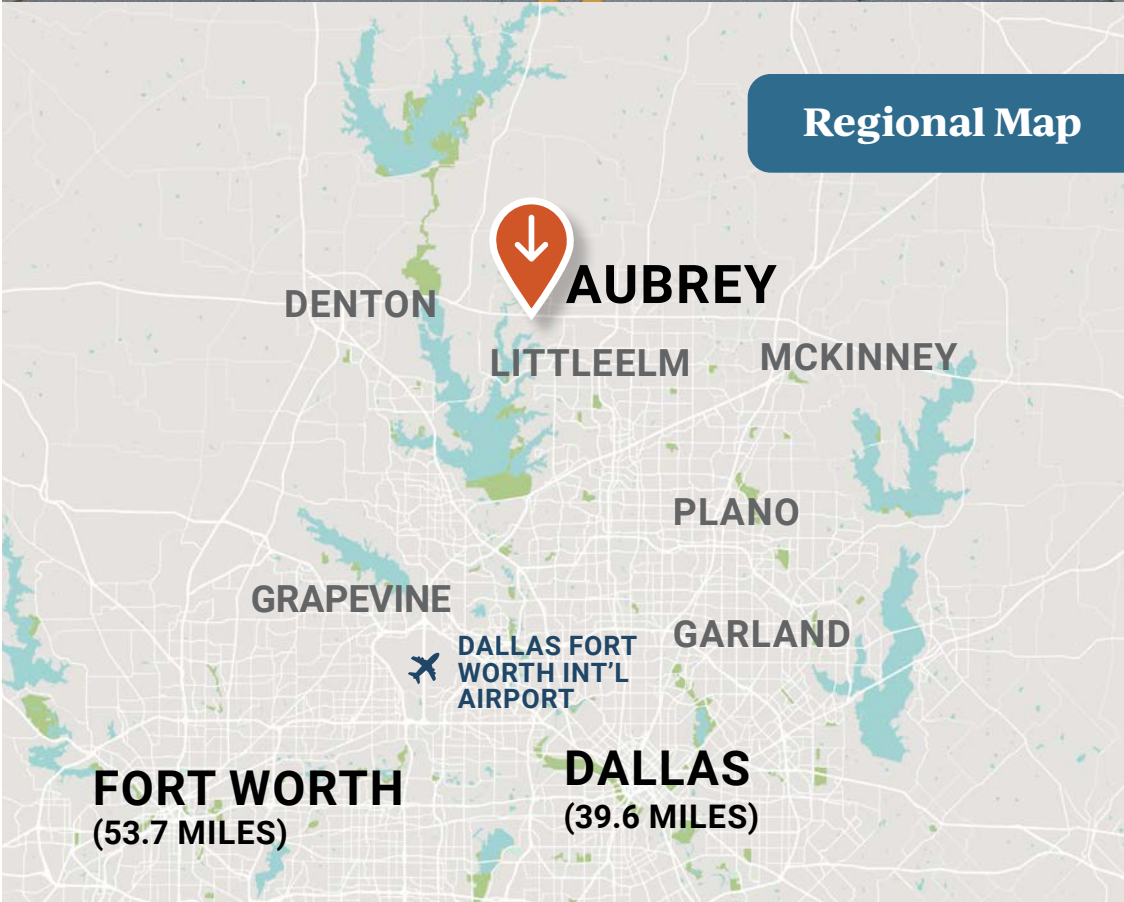 Regional Map
AUBREY
DENTON
LITTLEELM
MCKINNEY
PLANO
GRAPEVINE
GARLAND
DALLAS FORT
WORTH INT'L
AIRPORT
DALLAS
(39.6 MILES)
FORT WORTH
(53.7 MILES)